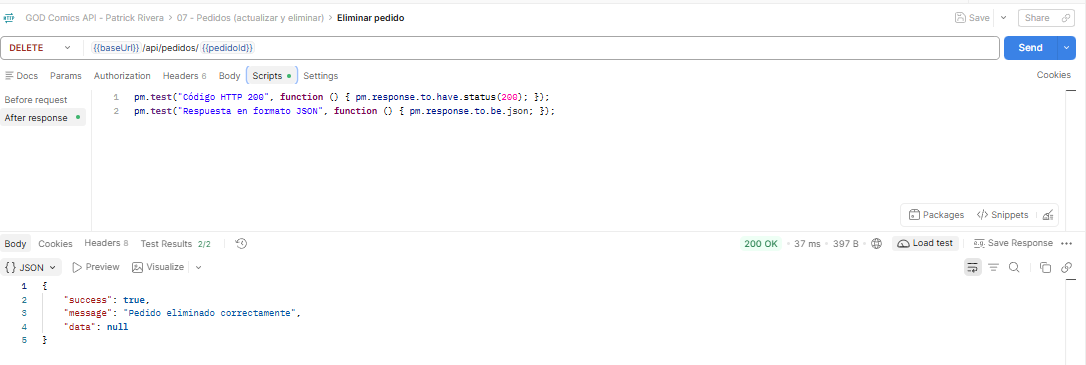 HTTP GOD Comics API - Patrick Rivera > 07 - Pedidos (actualizar y eliminar) > Eliminar pedido Save Share
DELETE {{baseUrl}} /api/pedidos/ {{pedidoId}} Send
Docs Params Authorization Headers 6 Body Scripts Settings Cookies
Before request
After response
1 pm.test("Código HTTP 200", function () { pm.response.to.have.status(200); });
2 pm.test("Respuesta en formato JSON", function () { pm.response.to.be.json; });
Packages Snippets
Body Cookies Headers 8 Test Results 2/2 200 OK • 37 ms • 397 B • Load test Save Response
{} JSON Preview Visualize
1 {
2 "success": true,
3 "message": "Pedido eliminado correctamente",
4 "data": null
5 }